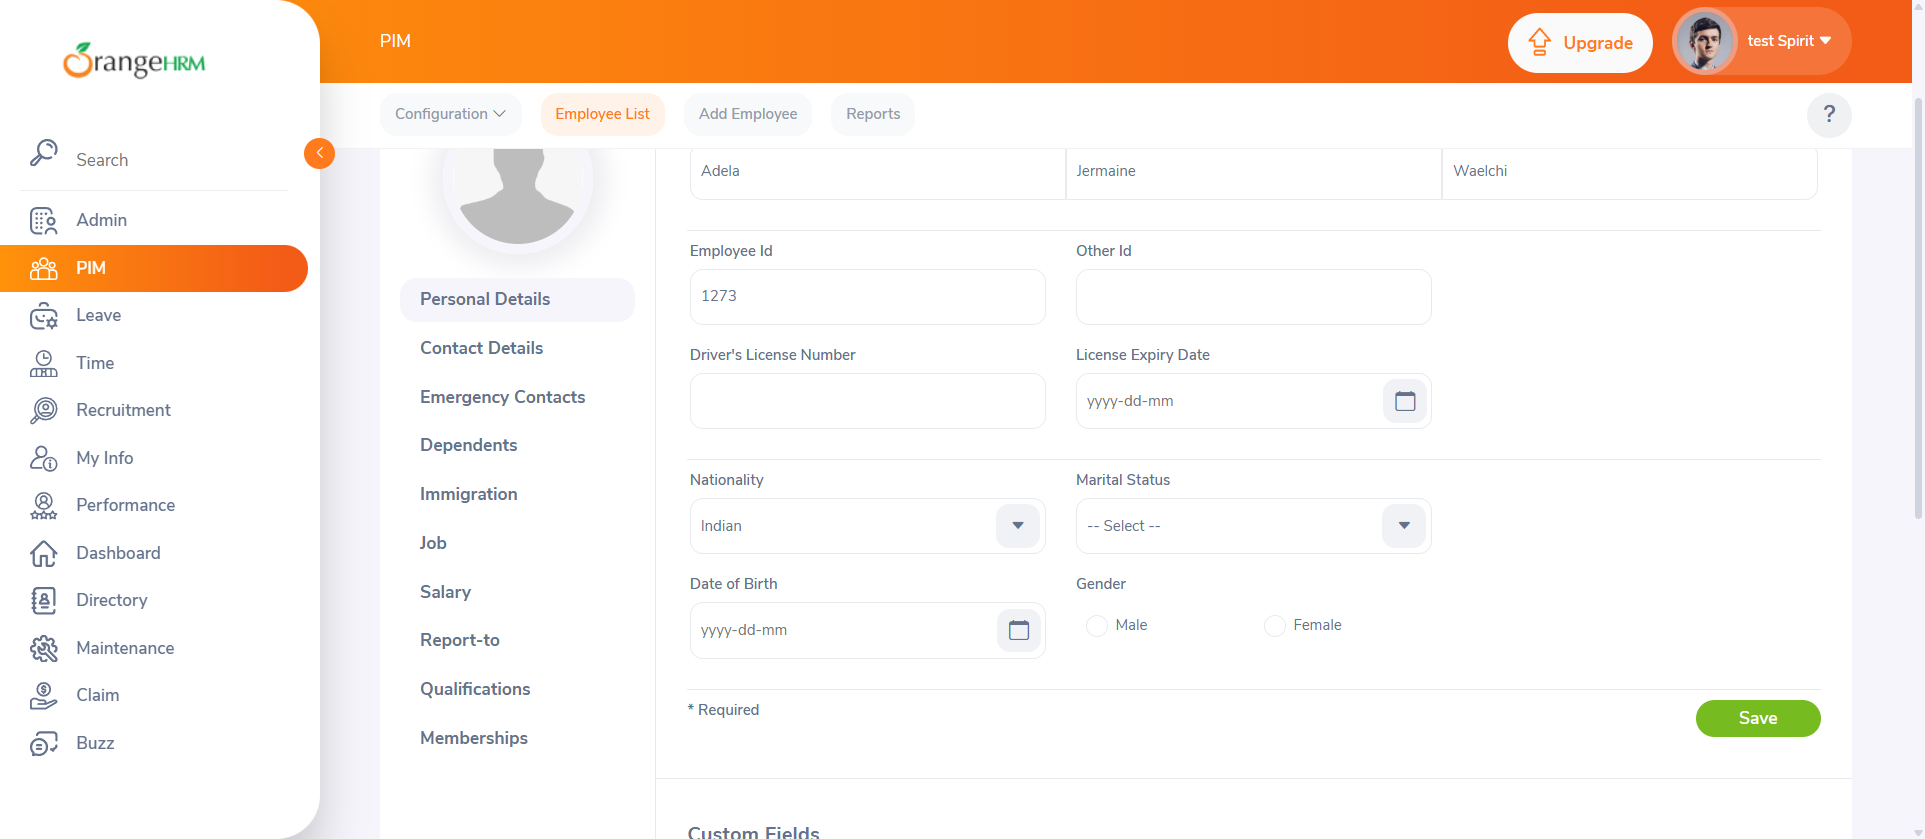 OrangeHRM
Search
Admin
PIM
Leave
Time
Recruitment
My Info
Performance
Dashboard
Directory
Maintenance
Claim
Buzz
PIM
Upgrade
test Spirit
Configuration
Employee List
Add Employee
Reports
?
Personal Details
Contact Details
Emergency Contacts
Dependents
Immigration
Job
Salary
Report-to
Qualifications
Memberships
Adela Jermaine Waelchi
Employee Id Other Id
1273
Driver's License Number License Expiry Date
yyyy-dd-mm
Nationality Marital Status
Indian -- Select --
Date of Birth Gender
yyyy-dd-mm Male Female
* Required
Save
Custom Fields